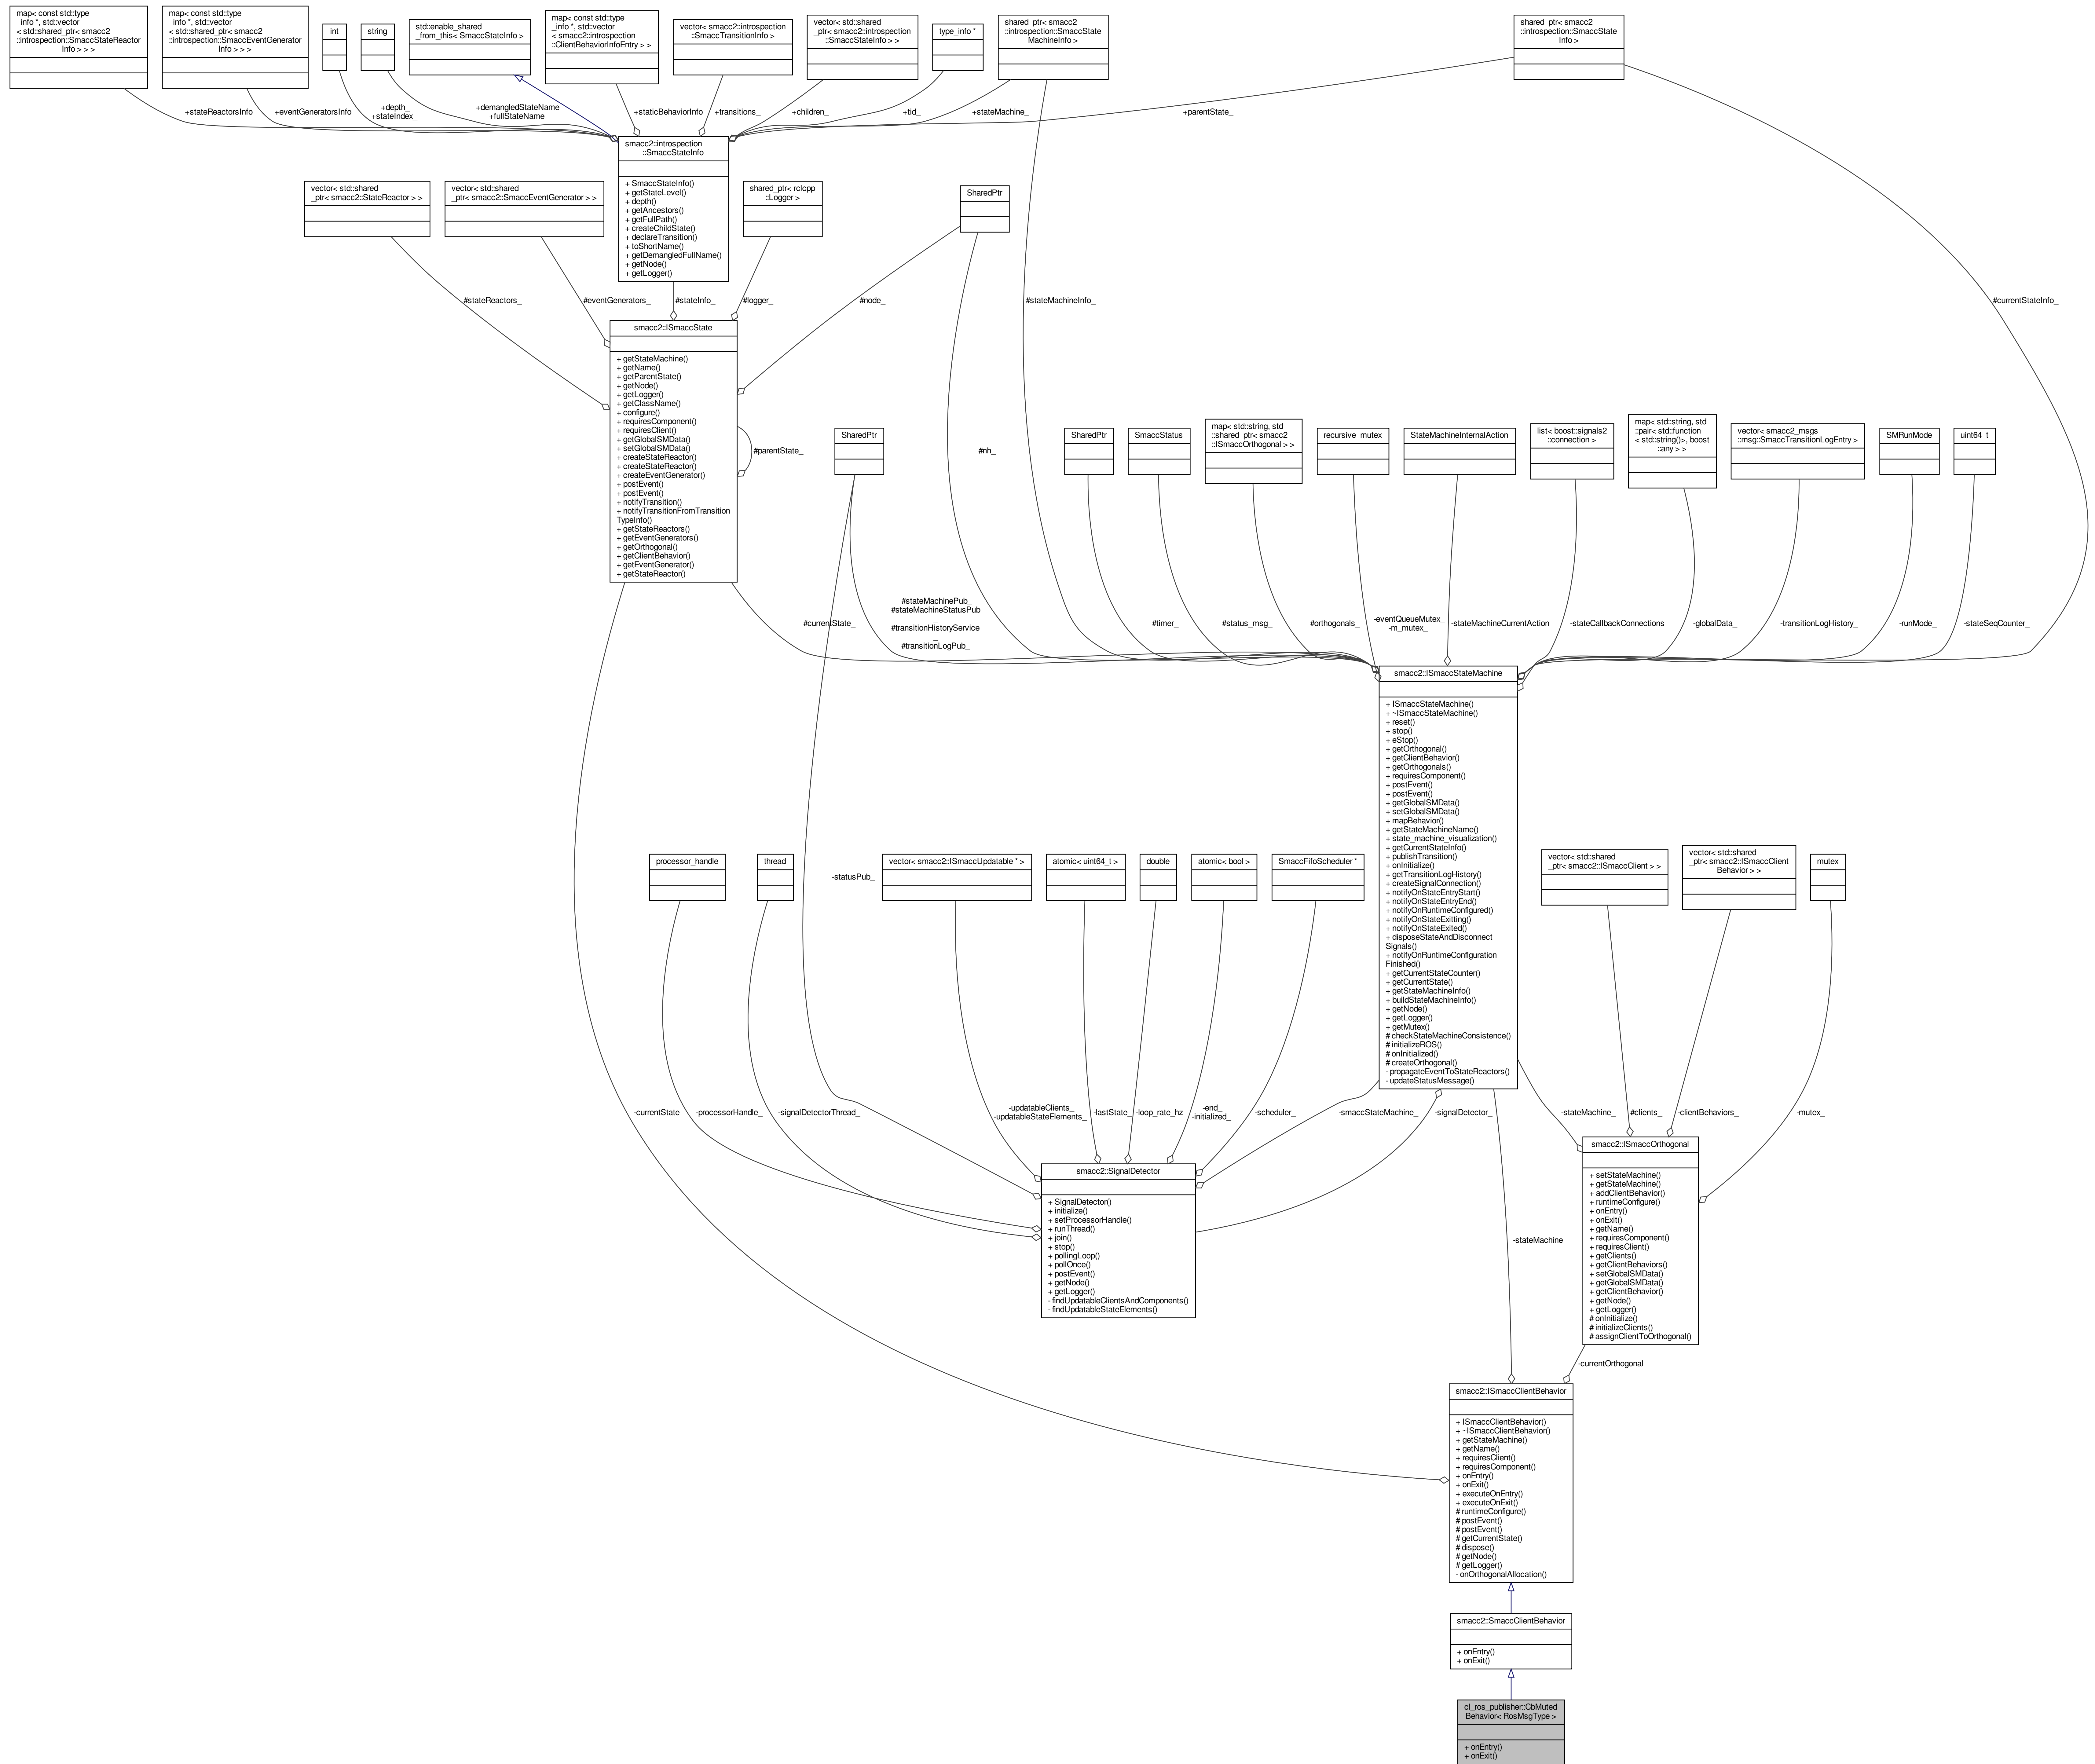 map< const std::type
_info *, std::vector
< std::shared_ptr< smacc2
::introspection::SmaccStateReactor
Info > > >
map< const std::type
_info *, std::vector
< std::shared_ptr< smacc2
::introspection::SmaccEventGenerator
Info > > >
int
string
std::enable_shared
_from_this< SmaccStateInfo >
map< const std::type
_info *, std::vector
< smacc2::introspection
::ClientBehaviorInfoEntry > >
vector< smacc2::introspection
::SmaccTransitionInfo >
vector< std::shared
_ptr< smacc2::introspection
::SmaccStateInfo > >
type_info *
shared_ptr< smacc2
::introspection::SmaccState
MachineInfo >
shared_ptr< smacc2
::introspection::SmaccState
Info >
+stateReactorsInfo
+eventGeneratorsInfo
+depth_
+stateIndex_
+demangledStateName
+fullStateName
+staticBehaviorInfo
+transitions_
+children_
+tid_
+stateMachine_
+parentState_
smacc2::introspection
::SmaccStateInfo
+ SmaccStateInfo()
+ getStateLevel()
+ depth()
+ getAncestors()
+ getFullPath()
+ createChildState()
+ declareTransition()
+ toShortName()
+ getDemangledFullName()
+ getNode()
+ getLogger()
vector< std::shared
_ptr< smacc2::StateReactor > >
vector< std::shared
_ptr< smacc2::SmaccEventGenerator > >
shared_ptr< rclcpp
::Logger >
SharedPtr
#stateReactors_
#eventGenerators_
#stateInfo_
#logger_
#node_
#stateMachineInfo_
#currentStateInfo_
smacc2::ISmaccState
+ getStateMachine()
+ getName()
+ getParentState()
+ getNode()
+ getLogger()
+ getClassName()
+ configure()
+ requiresComponent()
+ requiresClient()
+ getGlobalSMData()
+ setGlobalSMData()
+ createStateReactor()
+ createStateReactor()
+ createEventGenerator()
+ postEvent()
+ postEvent()
+ notifyTransition()
+ notifyTransitionFromTransition
TypeInfo()
+ getStateReactors()
+ getEventGenerators()
+ getOrthogonal()
+ getClientBehavior()
+ getEventGenerator()
+ getStateReactor()
#parentState_
SharedPtr
#nh_
SharedPtr
SmaccStatus
map< std::string, std
::shared_ptr< smacc2
::ISmaccOrthogonal > >
recursive_mutex
StateMachineInternalAction
list< boost::signals2
::connection >
map< std::string, std
::pair< std::function
< std::string()>, boost
::any > >
vector< smacc2_msgs
::msg::SmaccTransitionLogEntry >
SMRunMode
uint64_t
#currentState_
#stateMachinePub_
#stateMachineStatusPub
_
#transitionHistoryService
_
#transitionLogPub_
#timer_
#status_msg_
#orthogonals_
-eventQueueMutex_
-m_mutex_
-stateMachineCurrentAction
-stateCallbackConnections
-globalData_
-transitionLogHistory_
-runMode_
-stateSeqCounter_
smacc2::ISmaccStateMachine
+ ISmaccStateMachine()
+ ~ISmaccStateMachine()
+ reset()
+ stop()
+ eStop()
+ getOrthogonal()
+ getClientBehavior()
+ getOrthogonals()
+ requiresComponent()
+ postEvent()
+ postEvent()
+ getGlobalSMData()
+ setGlobalSMData()
+ mapBehavior()
+ getStateMachineName()
+ state_machine_visualization()
+ getCurrentStateInfo()
+ publishTransition()
+ onInitialize()
+ getTransitionLogHistory()
+ createSignalConnection()
+ notifyOnStateEntryStart()
+ notifyOnStateEntryEnd()
+ notifyOnRuntimeConfigured()
+ notifyOnStateExitting()
+ notifyOnStateExited()
+ disposeStateAndDisconnect
Signals()
+ notifyOnRuntimeConfiguration
Finished()
+ getCurrentStateCounter()
+ getCurrentState()
+ getStateMachineInfo()
+ buildStateMachineInfo()
+ getNode()
+ getLogger()
+ getMutex()
# checkStateMachineConsistence()
# initializeROS()
# onInitialized()
# createOrthogonal()
- propagateEventToStateReactors()
- updateStatusMessage()
processor_handle
thread
-statusPub_
vector< smacc2::ISmaccUpdatable * >
atomic< uint64_t >
double
atomic< bool >
SmaccFifoScheduler *
vector< std::shared
_ptr< smacc2::ISmaccClient > >
vector< std::shared
_ptr< smacc2::ISmaccClient
Behavior > >
mutex
-currentState
-processorHandle_
-signalDetectorThread_
-updatableClients_
-updatableStateElements_
-lastState_
-loop_rate_hz
-end_
-initialized_
-scheduler_
-smaccStateMachine_
-signalDetector_
-stateMachine_
#clients_
-clientBehaviors_
-mutex_
smacc2::SignalDetector
+ SignalDetector()
+ initialize()
+ setProcessorHandle()
+ runThread()
+ join()
+ stop()
+ pollingLoop()
+ pollOnce()
+ postEvent()
+ getNode()
+ getLogger()
- findUpdatableClientsAndComponents()
- findUpdatableStateElements()
smacc2::ISmaccOrthogonal
+ setStateMachine()
+ getStateMachine()
+ addClientBehavior()
+ runtimeConfigure()
+ onEntry()
+ onExit()
+ getName()
+ requiresComponent()
+ requiresClient()
+ getClients()
+ getClientBehaviors()
+ setGlobalSMData()
+ getGlobalSMData()
+ getClientBehavior()
+ getNode()
+ getLogger()
# onInitialize()
# initializeClients()
# assignClientToOrthogonal()
-stateMachine_
-currentOrthogonal
smacc2::ISmaccClientBehavior
+ ISmaccClientBehavior()
+ ~ISmaccClientBehavior()
+ getStateMachine()
+ getName()
+ requiresClient()
+ requiresComponent()
+ onEntry()
+ onExit()
+ executeOnEntry()
+ executeOnExit()
# runtimeConfigure()
# postEvent()
# postEvent()
# getCurrentState()
# dispose()
# getNode()
# getLogger()
- onOrthogonalAllocation()
smacc2::SmaccClientBehavior
+ onEntry()
+ onExit()
cl_ros_publisher::CbMuted
Behavior< RosMsgType >
+ onEntry()
+ onExit()